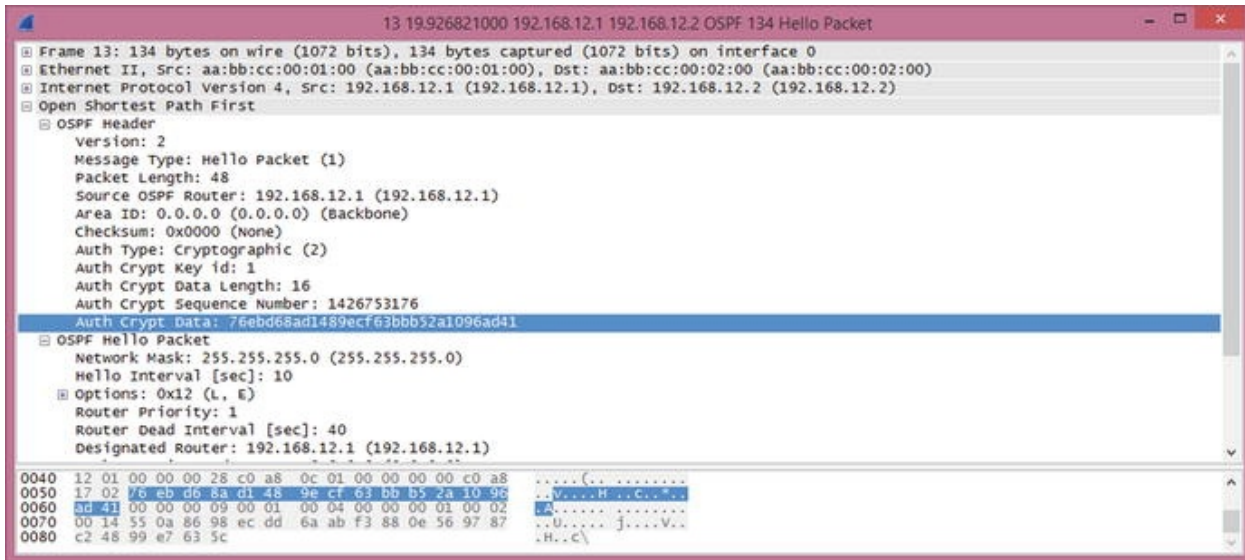 13 19.926821000 192.168.12.1 192.168.12.2 OSPF 134 Hello Packet
Frame 13: 134 bytes on wire (1072 bits), 134 bytes captured (1072 bits) on interface 0
Ethernet II, Src: aa:bb:cc:00:01:00 (aa:bb:cc:00:01:00), Dst: aa:bb:cc:00:02:00 (aa:bb:cc:00:02:00)
Internet Protocol Version 4, Src: 192.168.12.1 (192.168.12.1), Dst: 192.168.12.2 (192.168.12.2)
Open Shortest Path First
OSPF Header
Version: 2
Message Type: Hello Packet (1)
Packet Length: 48
Source OSPF Router: 192.168.12.1 (192.168.12.1)
Area ID: 0.0.0.0 (0.0.0.0) (Backbone)
Checksum: 0x0000 (None)
Auth Type: Cryptographic (2)
Auth Crypt Key id: 1
Auth Crypt Data Length: 16
Auth Crypt Sequence Number: 1426753176
Auth Crypt Data: 76ebd68ad1489ecf63bbb52a1096ad41
OSPF Hello Packet
Network Mask: 255.255.255.0 (255.255.255.0)
Hello Interval [sec]: 10
Options: 0x12 (L, E)
Router Priority: 1
Router Dead Interval [sec]: 40
Designated Router: 192.168.12.1 (192.168.12.1)
0040 12 01 00 00 00 28 c0 a8 0c 01 00 00 00 00 c0 a8 .....(.. ........
0050 17 02 76 eb d6 8a d1 48 9e cf 63 bb b5 2a 10 96 ..v....H ..c..*..
0060 ad 41 00 00 00 09 00 01 00 04 00 00 00 01 00 02 .A...... ........
0070 00 14 55 0a 86 98 ec dd 6a ab f3 88 0e 56 97 87 ..U..... j....V..
0080 c2 48 99 e7 63 5c .H..c\